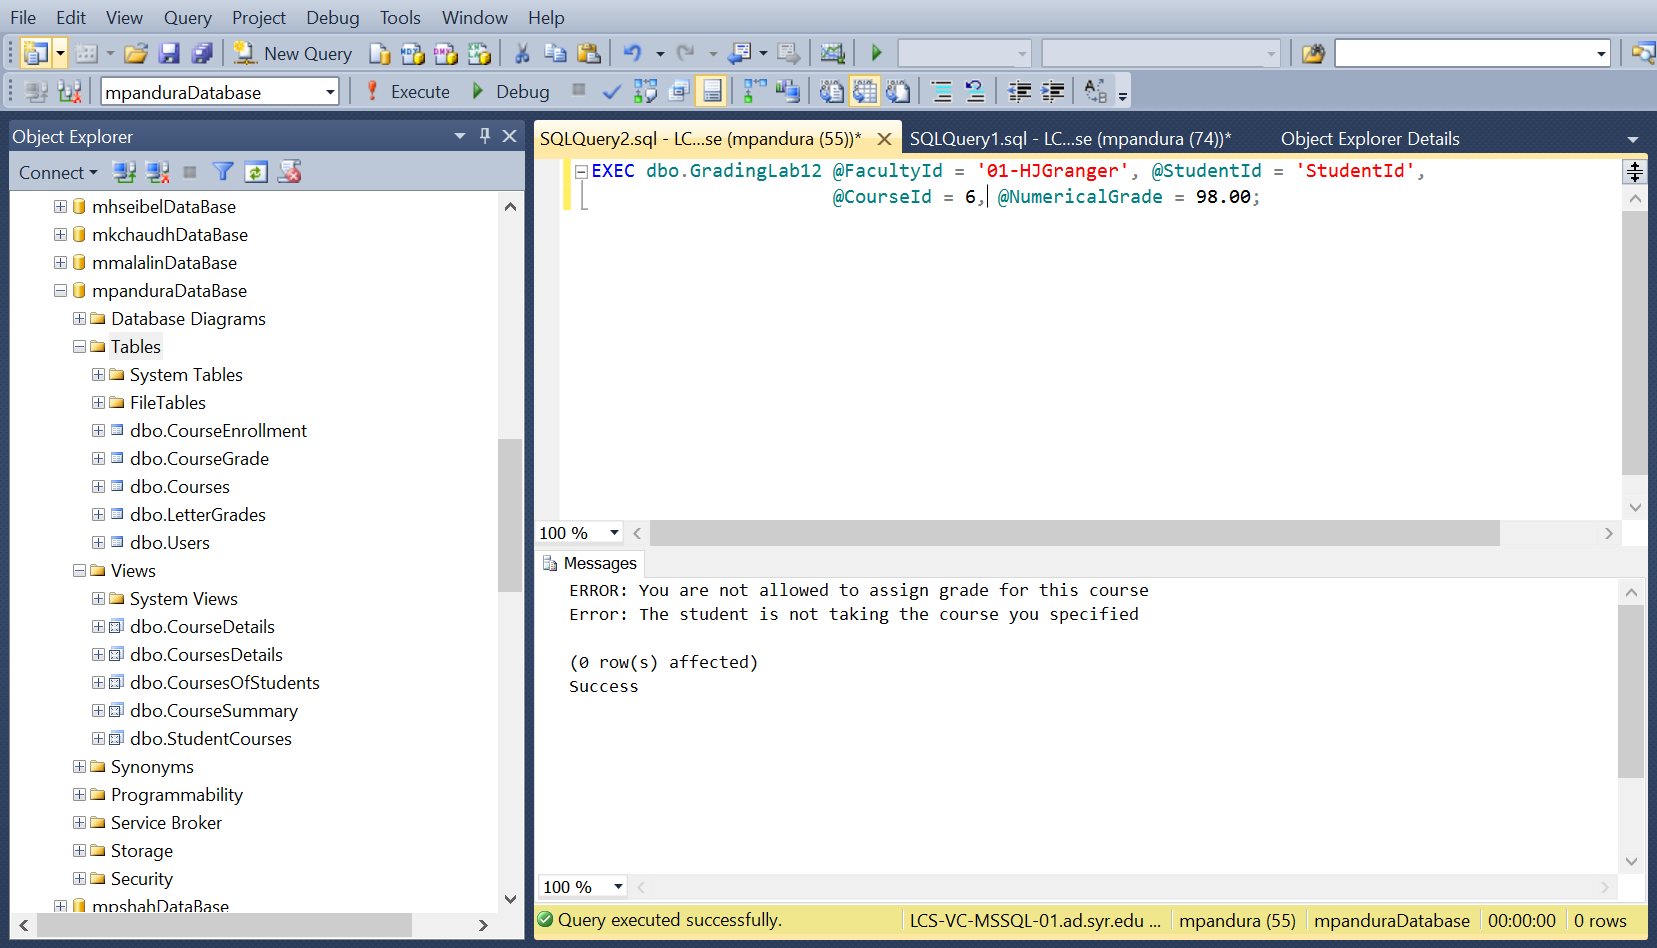 File Edit View Query Project Debug Tools Window Help
New Query
mpanduraDatabase Execute Debug
Object Explorer
SQLQuery2.sql - LC...se (mpandura (55))* SQLQuery1.sql - LC...se (mpandura (74))* Object Explorer Details
Connect
mhseibelDataBase
mkchaudhDataBase
mmalalinDataBase
mpanduraDataBase
Database Diagrams
Tables
System Tables
FileTables
dbo.CourseEnrollment
dbo.CourseGrade
dbo.Courses
dbo.LetterGrades
dbo.Users
Views
System Views
dbo.CourseDetails
dbo.CoursesDetails
dbo.CoursesOfStudents
dbo.CourseSummary
dbo.StudentCourses
Synonyms
Programmability
Service Broker
Storage
Security
mpshahDataBase
EXEC dbo.GradingLab12 @FacultyId = '01-HJGranger', @StudentId = 'StudentId',
@CourseId = 6, @NumericalGrade = 98.00;
100 %
Messages
ERROR: You are not allowed to assign grade for this course
Error: The student is not taking the course you specified
(0 row(s) affected)
Success
100 %
Query executed successfully. LCS-VC-MSSQL-01.ad.syr.edu ... mpandura (55) mpanduraDatabase 00:00:00 0 rows